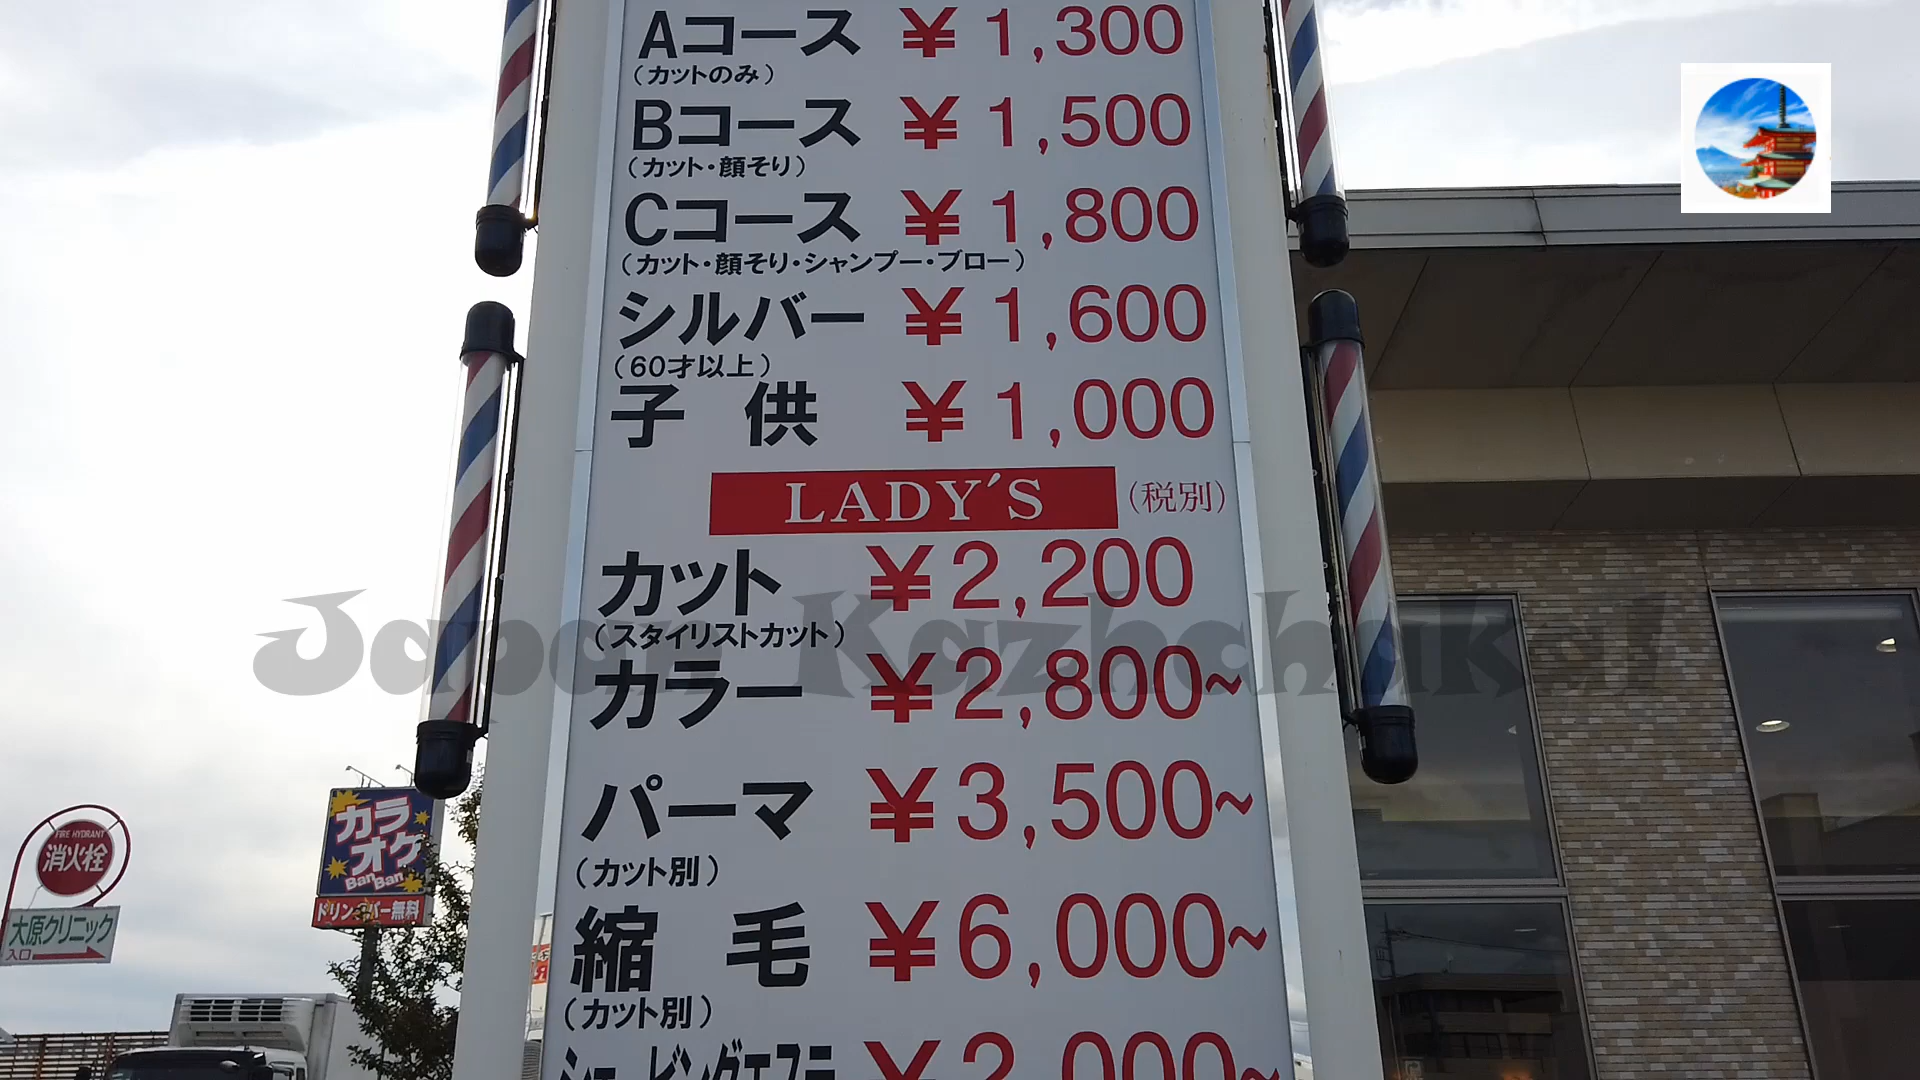 Aコース ¥1,300
(カットのみ)
Bコース ¥1,500
(カット・顔そり)
Cコース ¥1,800
(カット・顔そり・シャンプー・ブロー)
シルバー ¥1,600
(60才以上)
子供 ¥1,000
LADY'S (税別)
カット ¥2,200
(スタイリストカット)
カラー ¥2,800~
パーマ ¥3,500~
(カット別)
縮毛 ¥6,000~
(カット別)
¥2,000~
Japan Kazhchakal
カラ
オケ
BanBan
ドリンクバー無料
FIRE HYDRANT
消火栓
大原クリニック
入口